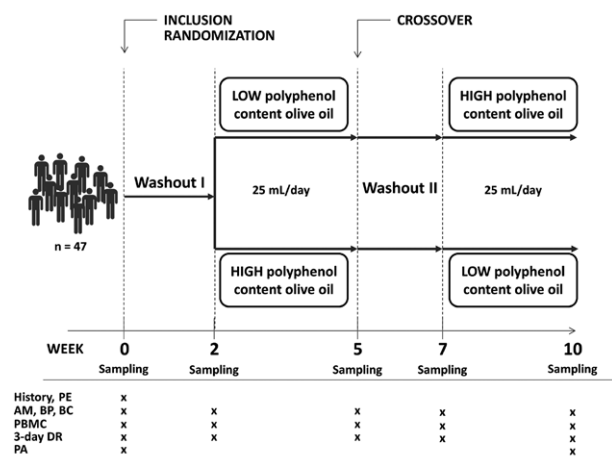 INCLUSION
RANDOMIZATION
CROSSOVER
LOW polyphenol
content olive oil
HIGH polyphenol
content olive oil
Washout I
25 mL/day
Washout II
25 mL/day
n = 47
HIGH polyphenol
content olive oil
LOW polyphenol
content olive oil
WEEK 0 2 5 7 10
Sampling Sampling Sampling Sampling Sampling
History, PE x
AM, BP, BC x x x x x
PBMC x x x x x
3-day DR x x x x x
PA x x